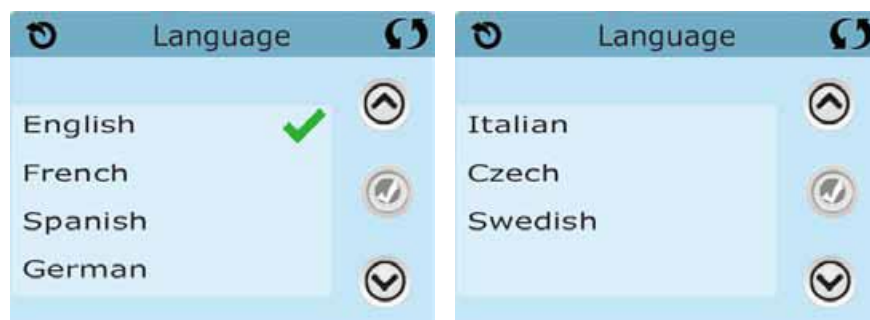 Language
English
French
Spanish
German
Language
Italian
Czech
Swedish